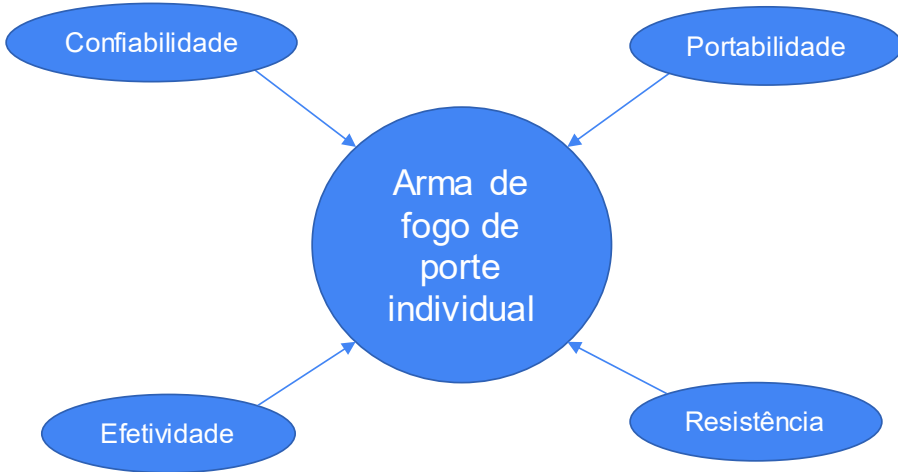 Confiabilidade
Portabilidade
Arma de
fogo de
porte
individual
Efetividade
Resistência